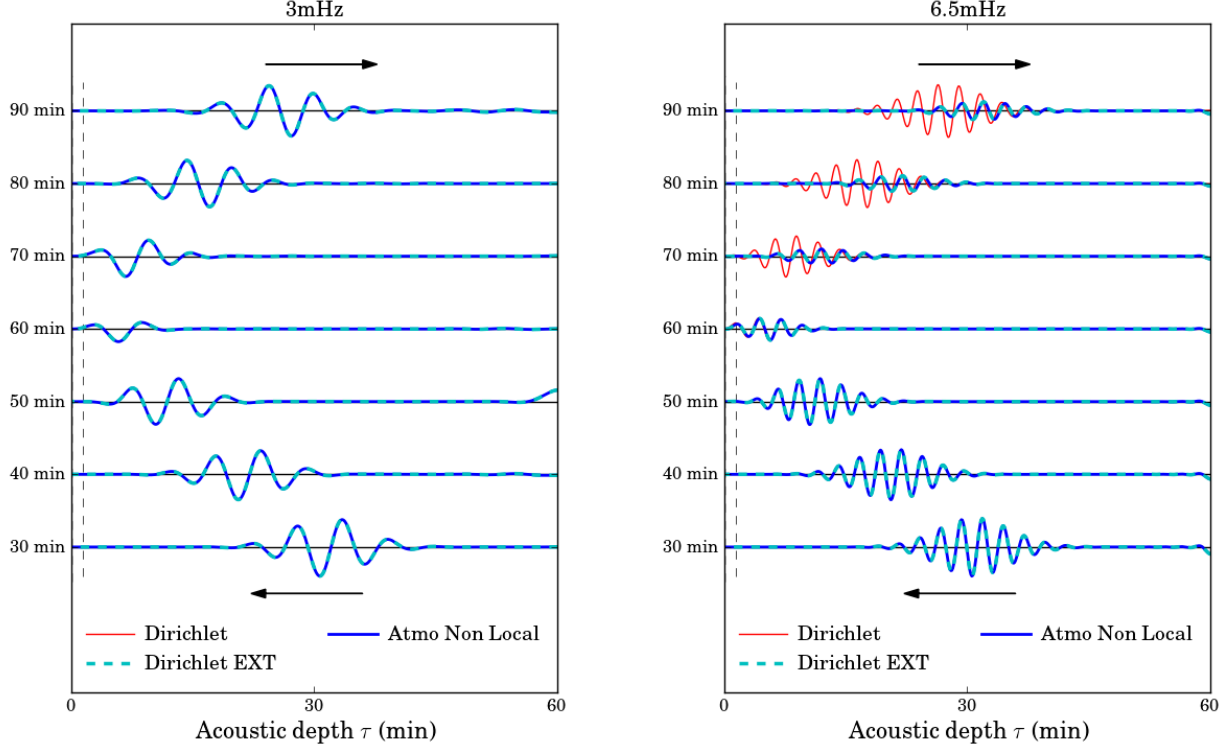 3mHz
90 min
80 min
70 min
60 min
50 min
40 min
30 min
Dirichlet
Atmo Non Local
Dirichlet EXT
0
30
60
Acoustic depth τ (min)
6.5mHz
90 min
80 min
70 min
60 min
50 min
40 min
30 min
Dirichlet
Atmo Non Local
Dirichlet EXT
0
30
60
Acoustic depth τ (min)